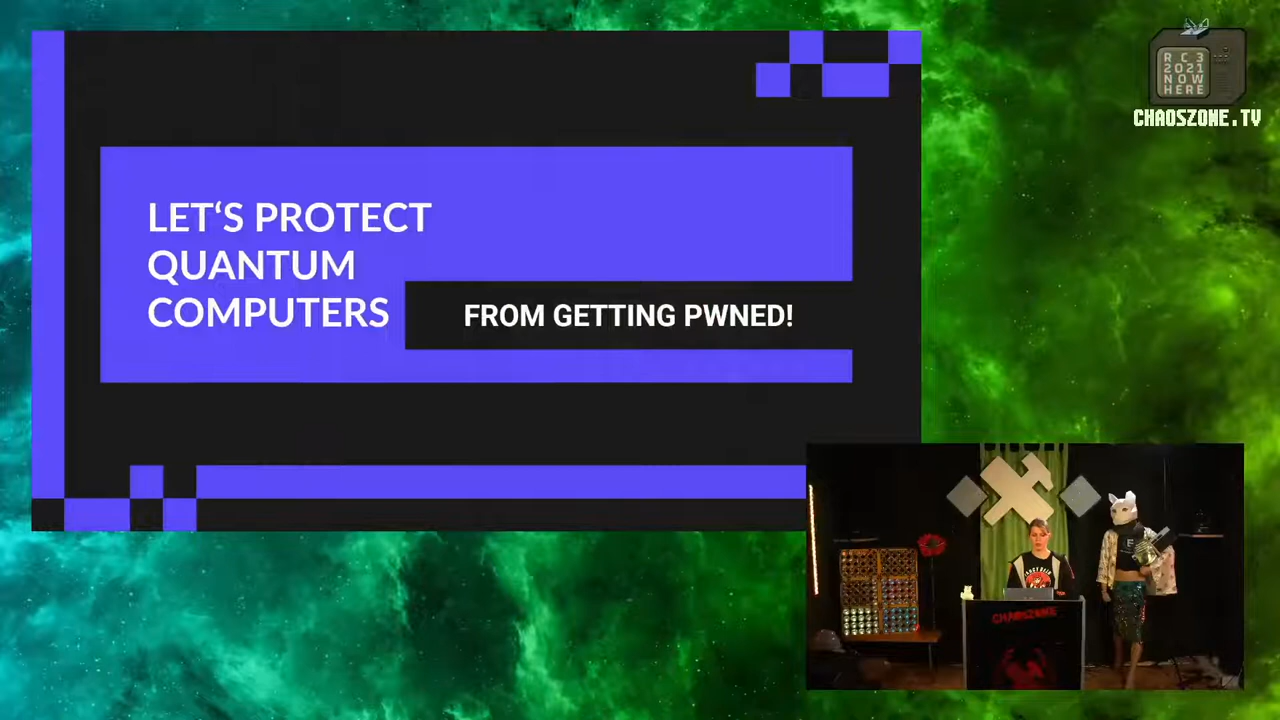 LET‘S PROTECT
QUANTUM
COMPUTERS
FROM GETTING PWNED!
RC3
2021
NOW
HERE
CHAOSZONE.TV
CHAOSZONE